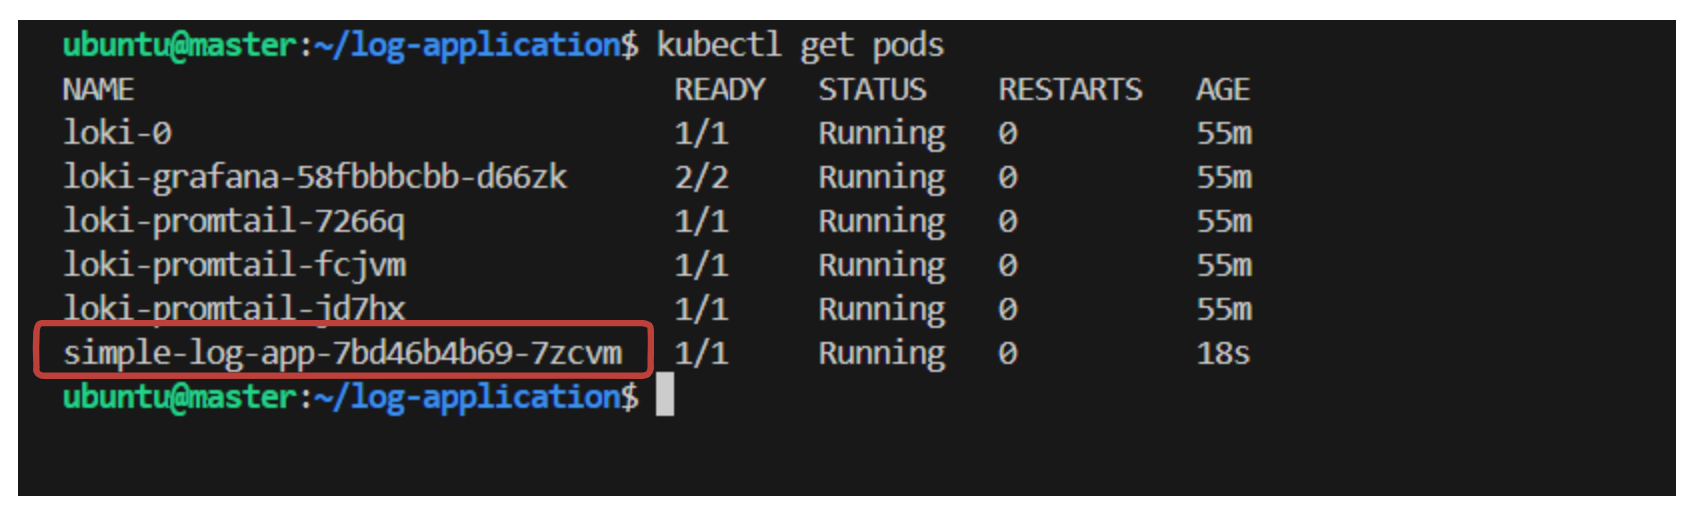 ubuntu@master:~/log-application$ kubectl get pods
NAME READY STATUS RESTARTS AGE
loki-0 1/1 Running 0 55m
loki-grafana-58fbbbcbb-d66zk 2/2 Running 0 55m
loki-promtail-7266q 1/1 Running 0 55m
loki-promtail-fcjvm 1/1 Running 0 55m
loki-promtail-jd7hx 1/1 Running 0 55m
simple-log-app-7bd46b4b69-7zcvm 1/1 Running 0 18s
ubuntu@master:~/log-application$